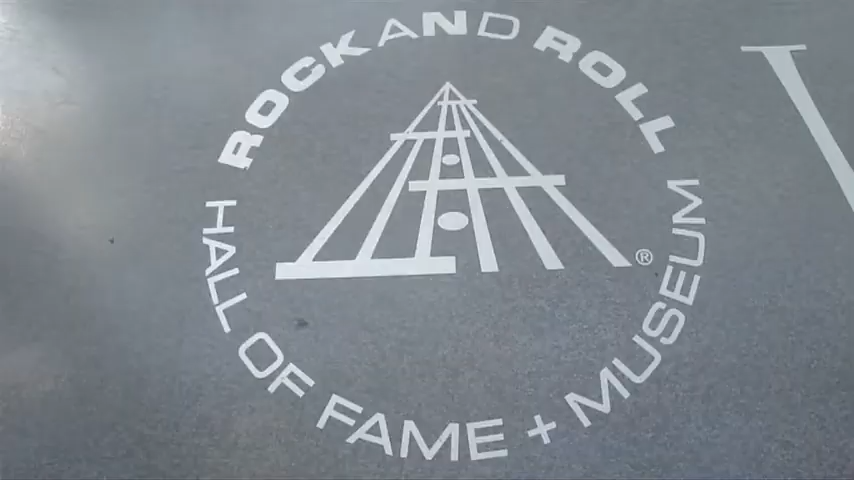 ROCK AND ROLL
HALL OF FAME + MUSEUM
®